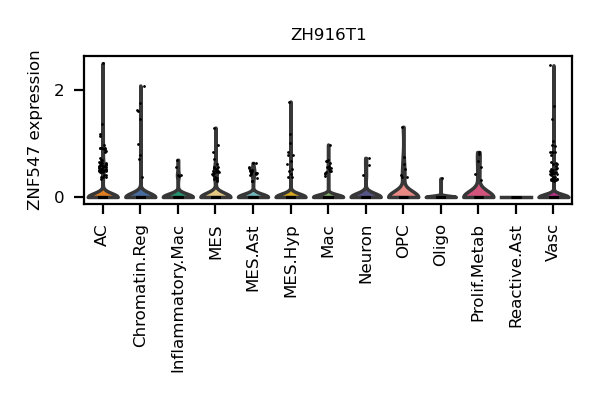 ZH916T1
ZNF547 expression
2
0
AC
Chromatin.Reg
Inflammatory.Mac
MES
MES.Ast
MES.Hyp
Mac
Neuron
OPC
Oligo
Prolif.Metab
Reactive.Ast
Vasc